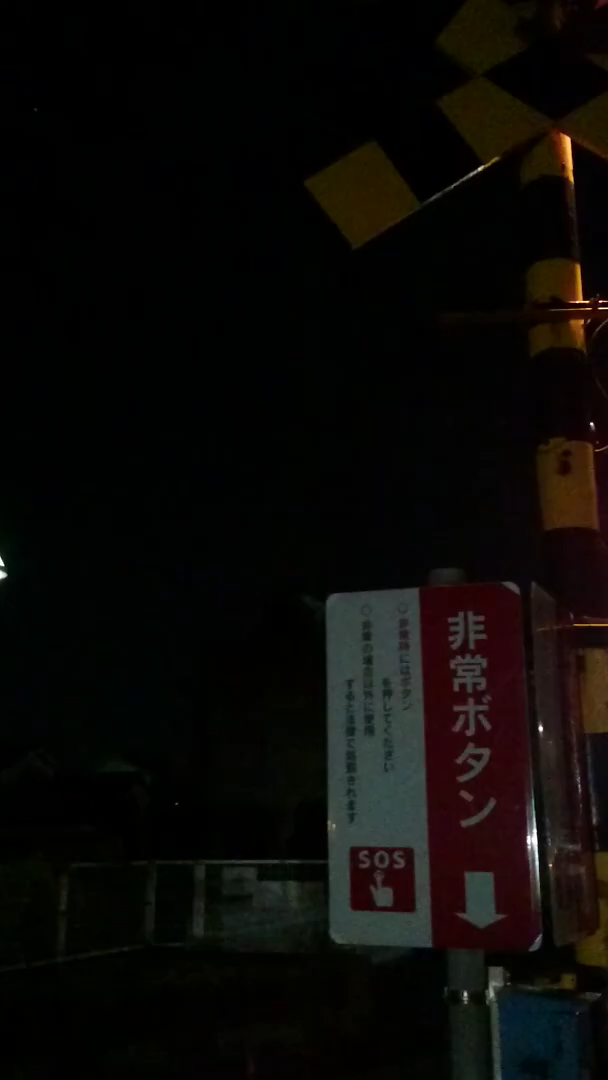 非常ボタン
○非常時にはボタン
を押してください
○非常の場合以外に使用
すると法律で処罰されます
SOS